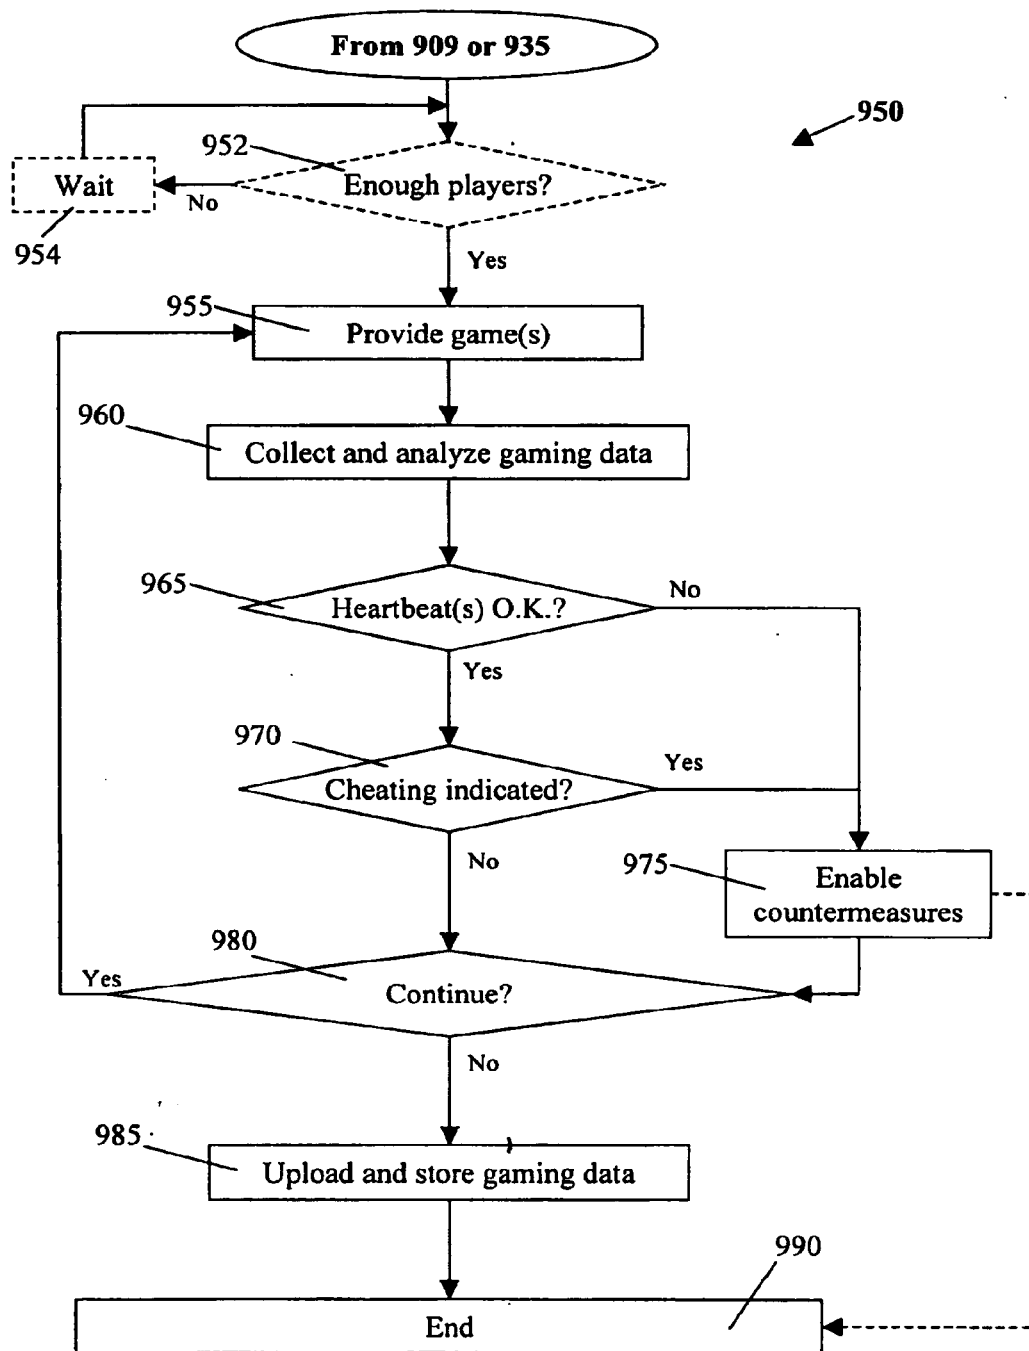 From 909 or 935
950
952
Enough players?
Wait
No
954
Yes
955
Provide game(s)
960
Collect and analyze gaming data
965
Heartbeat(s) O.K.?
No
Yes
970
Cheating indicated?
Yes
No
975
Enable
countermeasures
980
Yes
Continue?
No
985
Upload and store gaming data
990
End